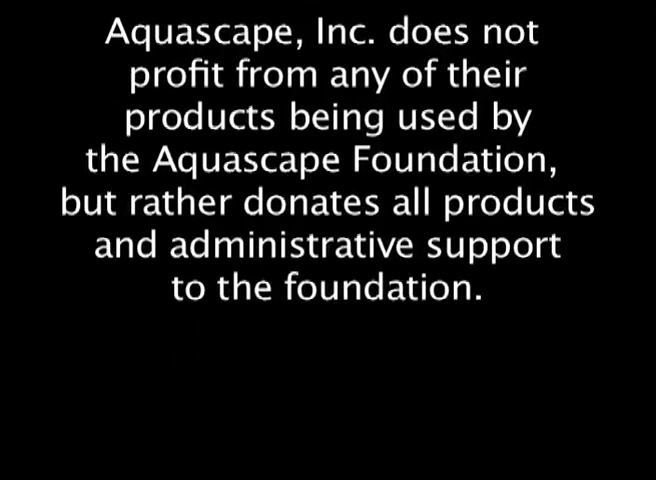 Aquascape, Inc. does not
profit from any of their
products being used by
the Aquascape Foundation,
but rather donates all products
and administrative support
to the foundation.